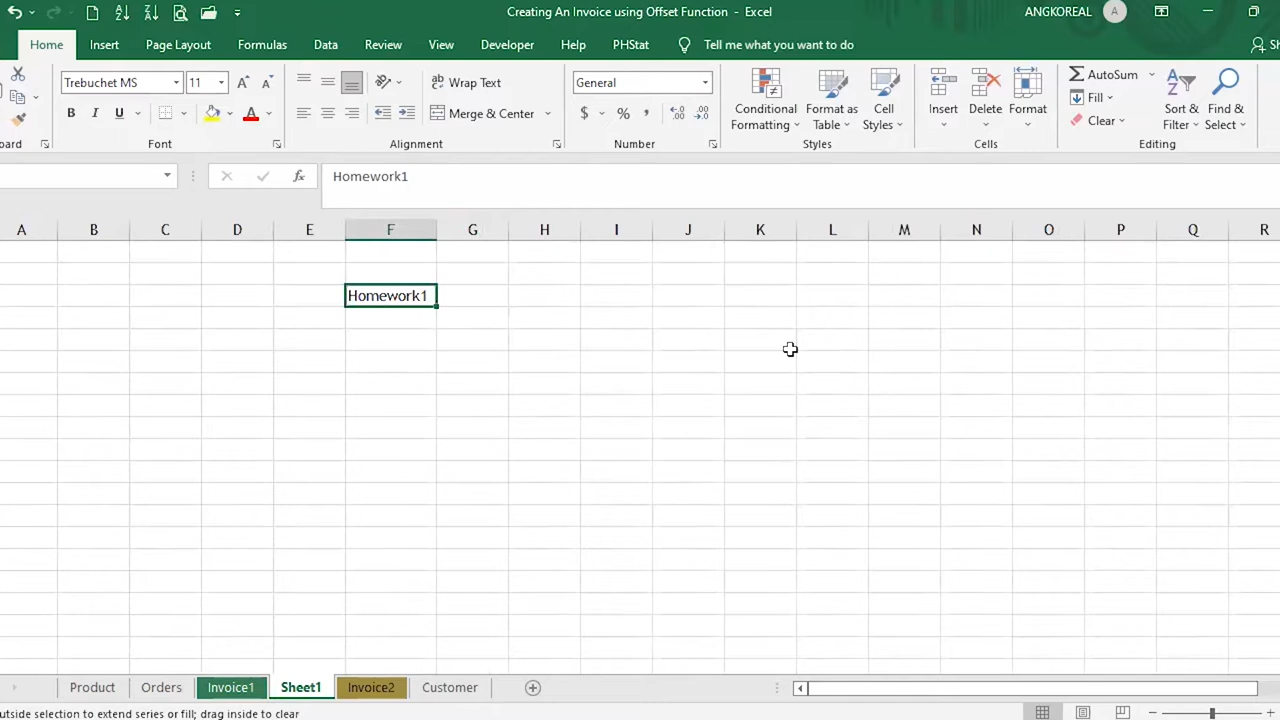 Creating An Invoice using Offset Function - Excel
ANGKOREAL A
Home Insert Page Layout Formulas Data Review View Developer Help PHStat Tell me what you want to do
Trebuchet MS 11 A A ab Wrap Text General AutoSum
Fill
B I U A Merge & Center $ % , Conditional Formatting Format as Table Cell Styles Insert Delete Format Clear Sort & Filter Find & Select
Font Alignment Number Styles Cells Editing
fx Homework1
A B C D E F G H I J K L M N O P Q R
Homework1
Product Orders Invoice1 Sheet1 Invoice2 Customer
outside selection to extend series or fill; drag inside to clear